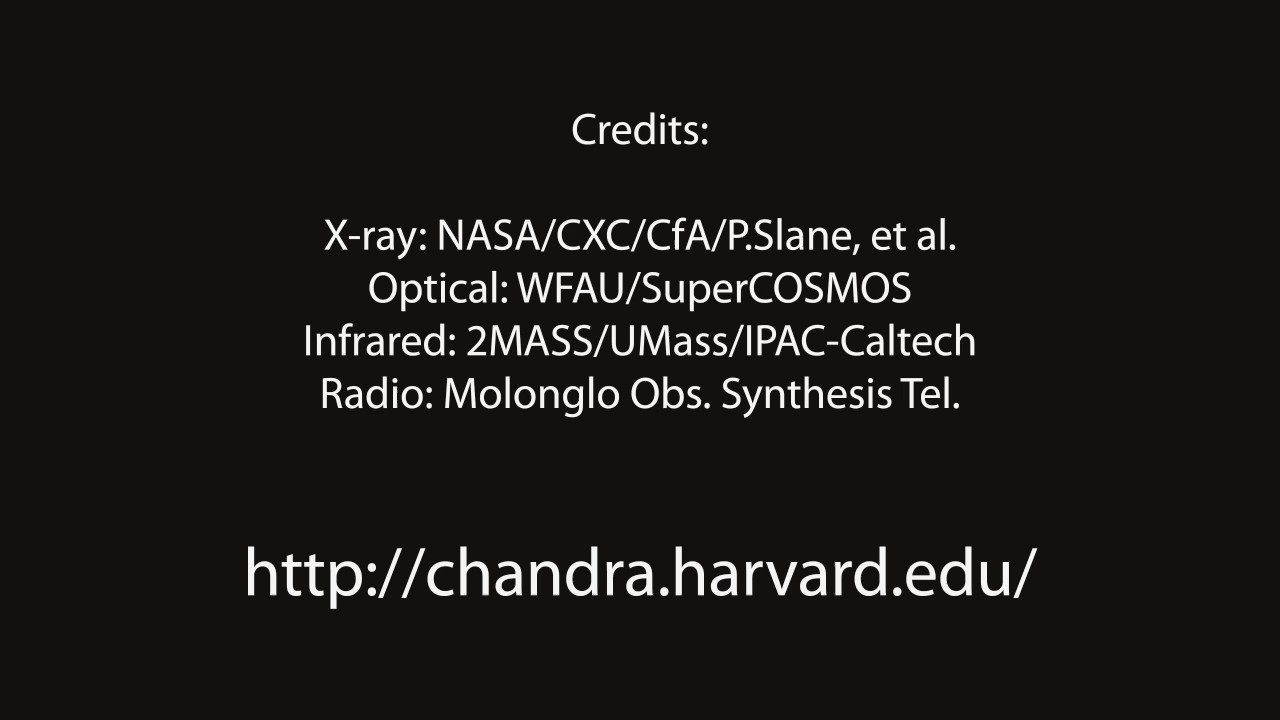 Credits:
X-ray: NASA/CXC/CfA/P.Slane, et al.
Optical: WFAU/SuperCOSMOS
Infrared: 2MASS/UMass/IPAC-Caltech
Radio: Molonglo Obs. Synthesis Tel.
http://chandra.harvard.edu/